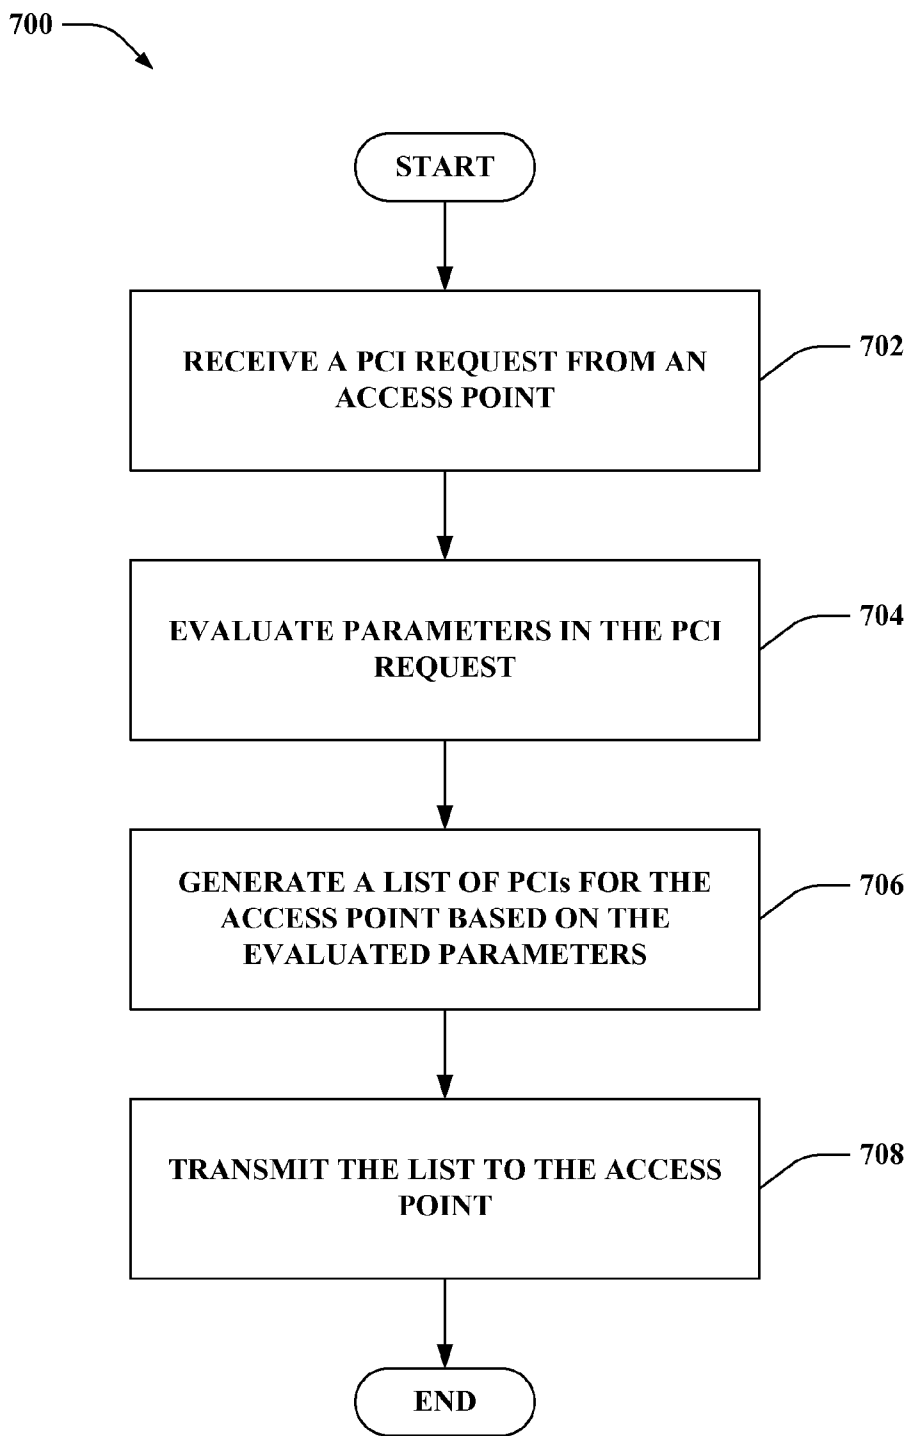 700
START
RECEIVE A PCI REQUEST FROM AN
ACCESS POINT
702
EVALUATE PARAMETERS IN THE PCI
REQUEST
704
GENERATE A LIST OF PCIs FOR THE
ACCESS POINT BASED ON THE
EVALUATED PARAMETERS
706
TRANSMIT THE LIST TO THE ACCESS
POINT
708
END